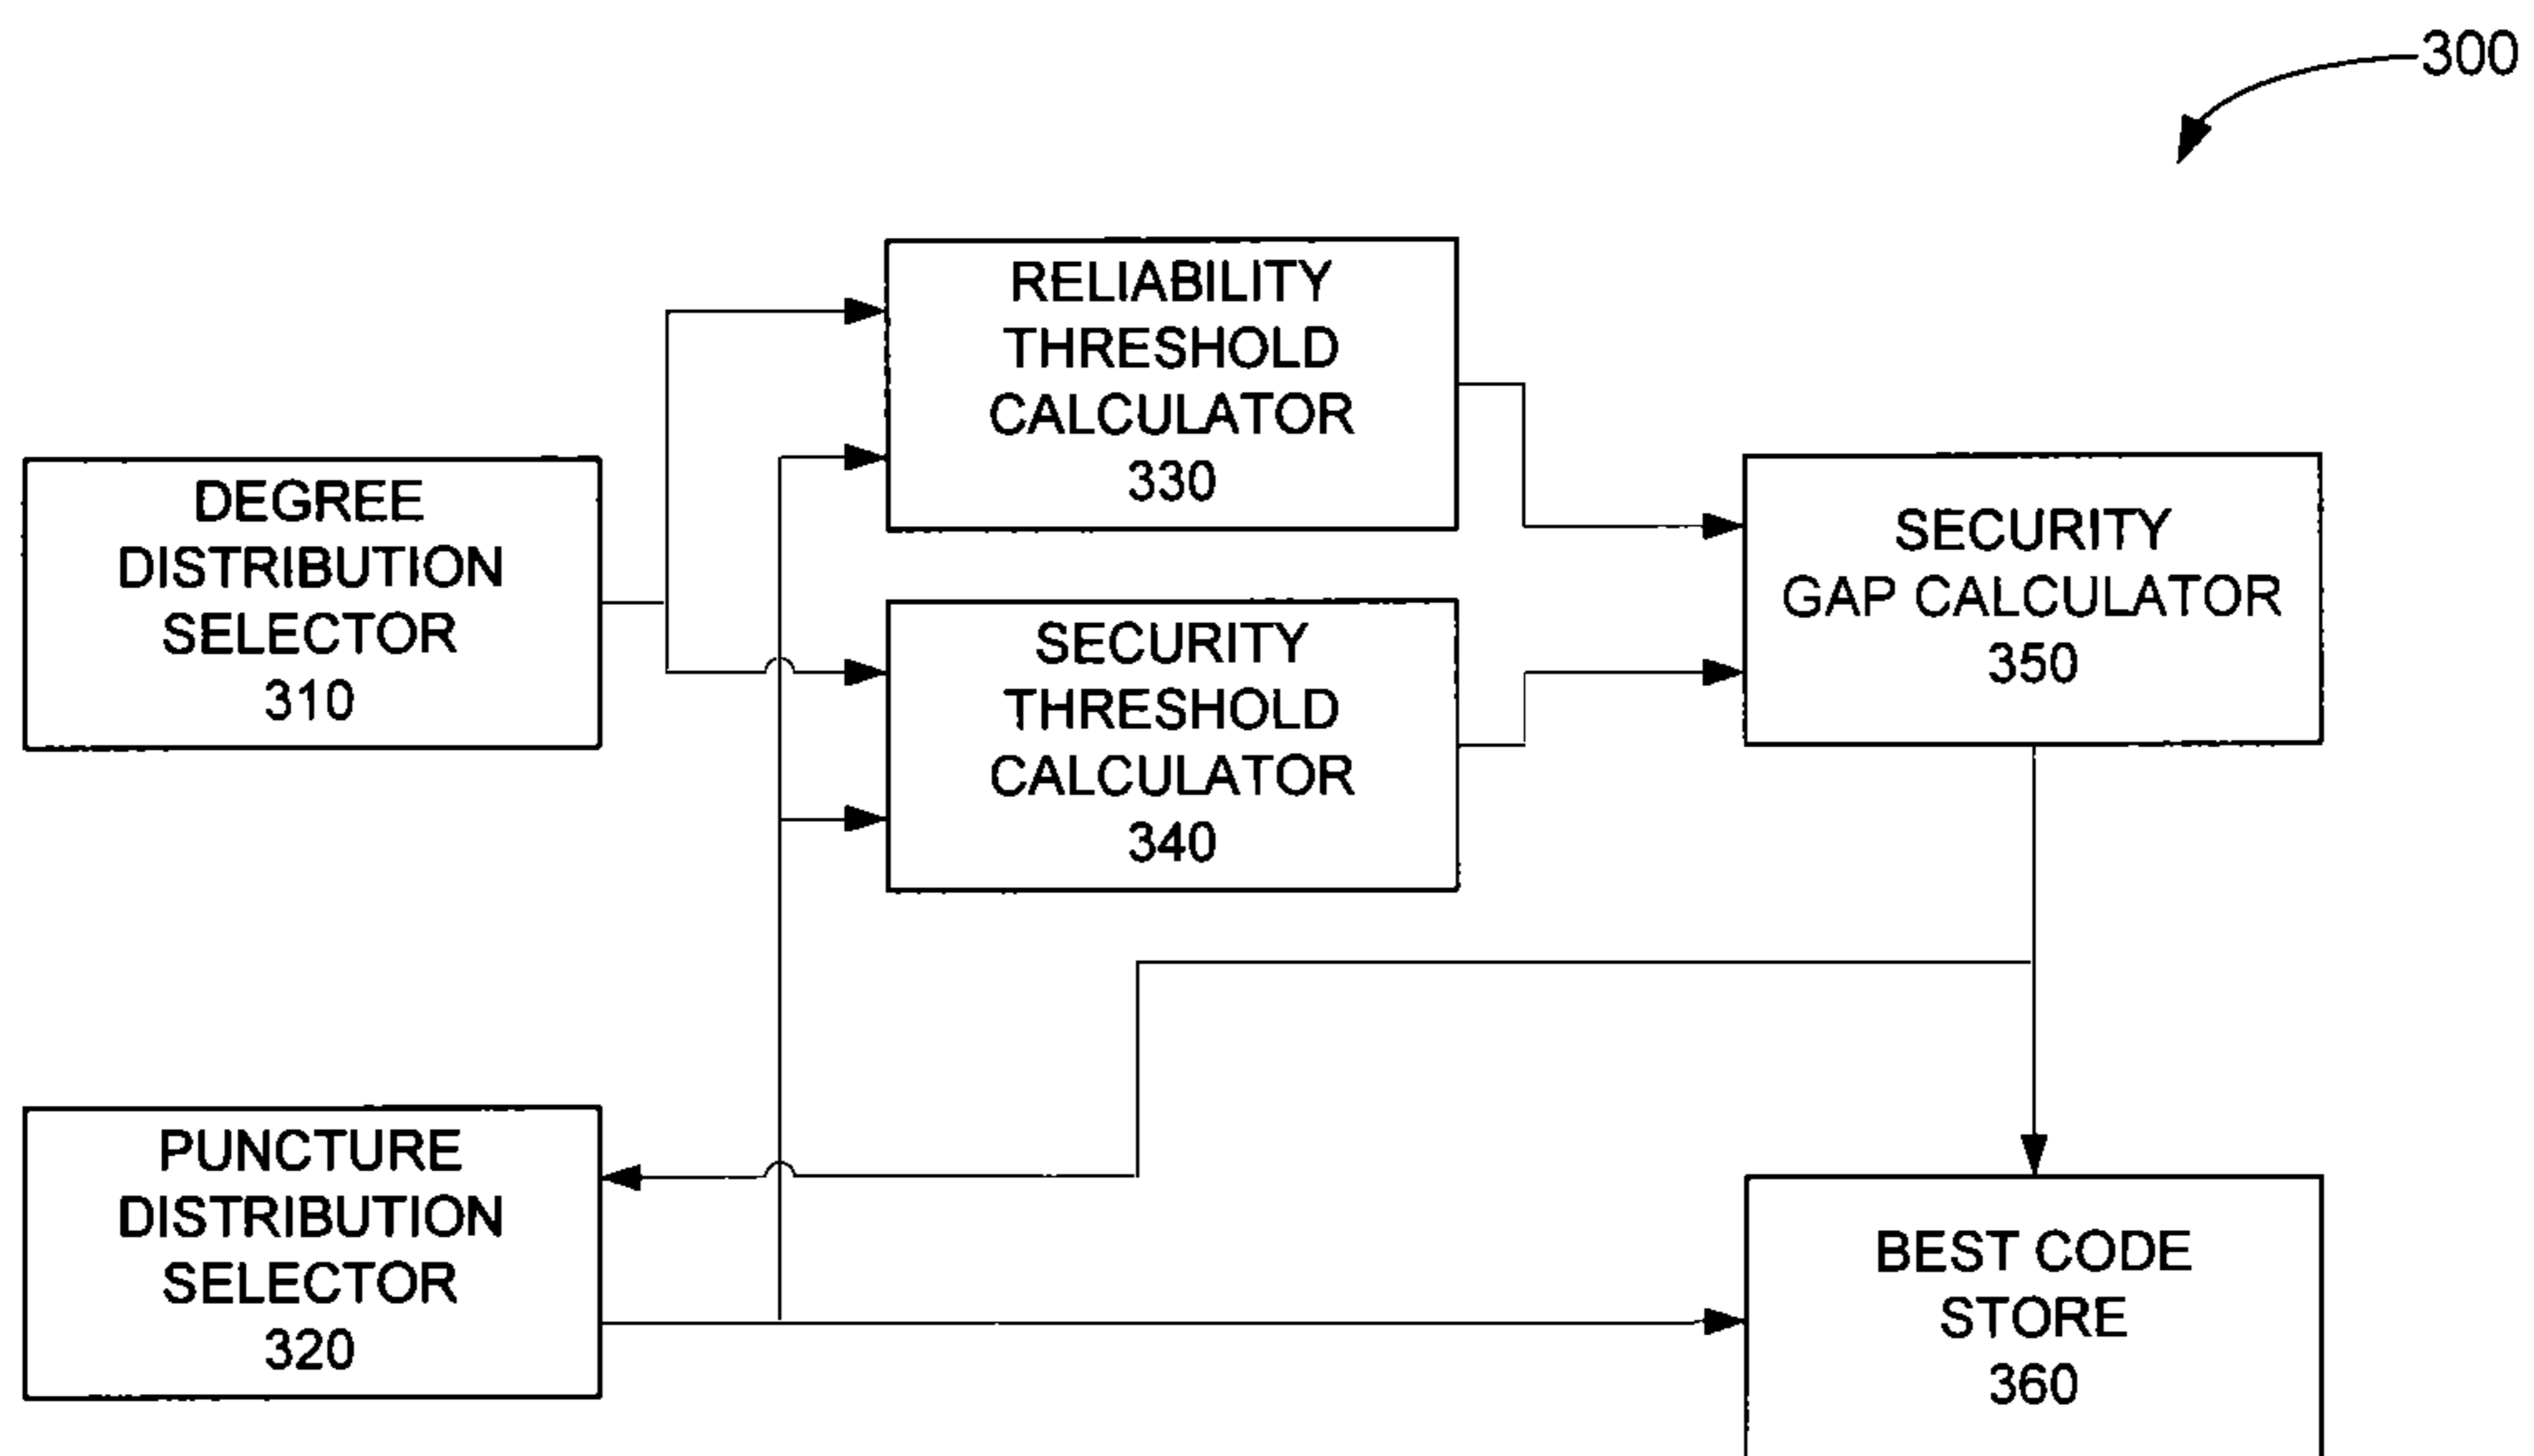 300
RELIABILITY
THRESHOLD
CALCULATOR
330
DEGREE
DISTRIBUTION
SELECTOR
310
SECURITY
THRESHOLD
CALCULATOR
340
SECURITY
GAP CALCULATOR
350
PUNCTURE
DISTRIBUTION
SELECTOR
320
BEST CODE
STORE
360